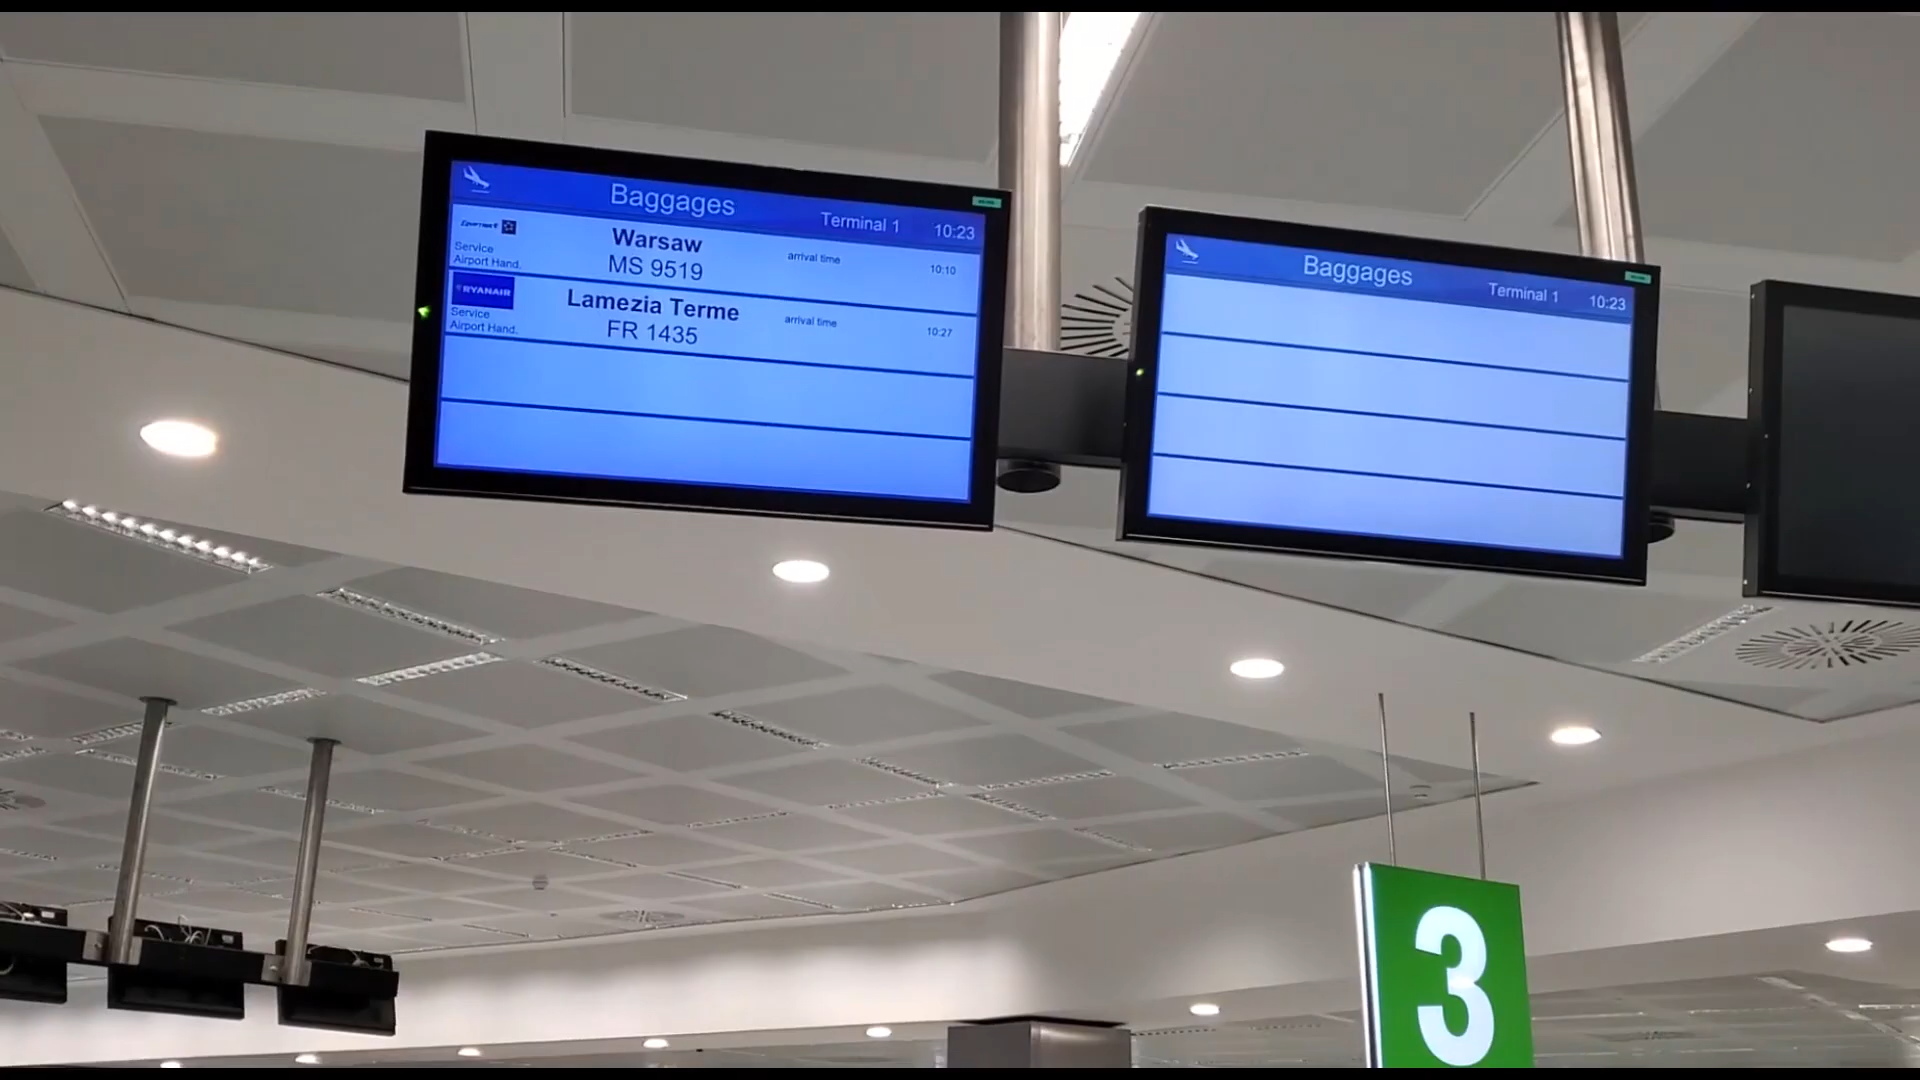 Baggages Terminal 1 10:23
EGYPTAIR Warsaw arrival time 10:10
Service
Airport Hand. MS 9519
RYANAIR Lamezia Terme arrival time 10:27
Service
Airport Hand. FR 1435
Baggages Terminal 1 10:23
3